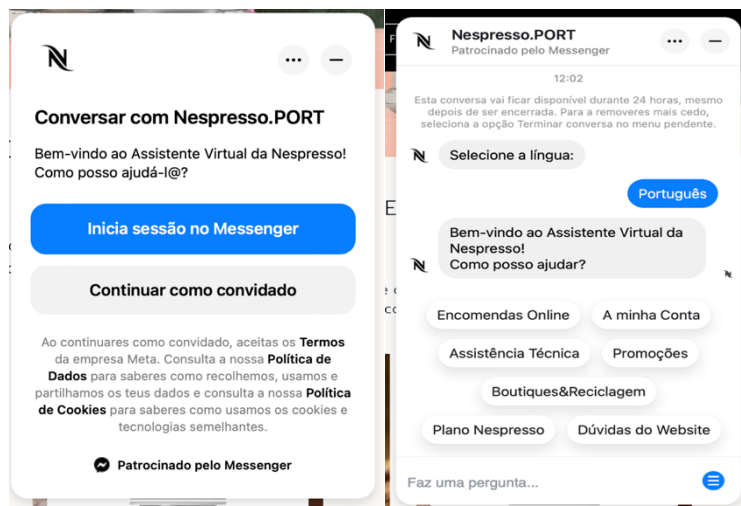 Conversar com Nespresso.PORT
Bem-vindo ao Assistente Virtual da Nespresso!
Como posso ajudá-l@?
Inicia sessão no Messenger
Continuar como convidado
Ao continuares como convidado, aceitas os Termos
da empresa Meta. Consulta a nossa Política de
Dados para saberes como recolhemos, usamos e
partilhamos os teus dados e consulta a nossa Política
de Cookies para saberes como usamos os cookies e
tecnologias semelhantes.
Patrocinado pelo Messenger
Nespresso.PORT
Patrocinado pelo Messenger
12:02
Esta conversa vai ficar disponível durante 24 horas, mesmo
depois de ser encerrada. Para a removeres mais cedo,
seleciona a opção Terminar conversa no menu pendente.
Selecione a língua:
Português
Bem-vindo ao Assistente Virtual da
Nespresso!
Como posso ajudar?
Encomendas Online
A minha Conta
Assistência Técnica
Promoções
Boutiques&Reciclagem
Plano Nespresso
Dúvidas do Website
Faz uma pergunta...